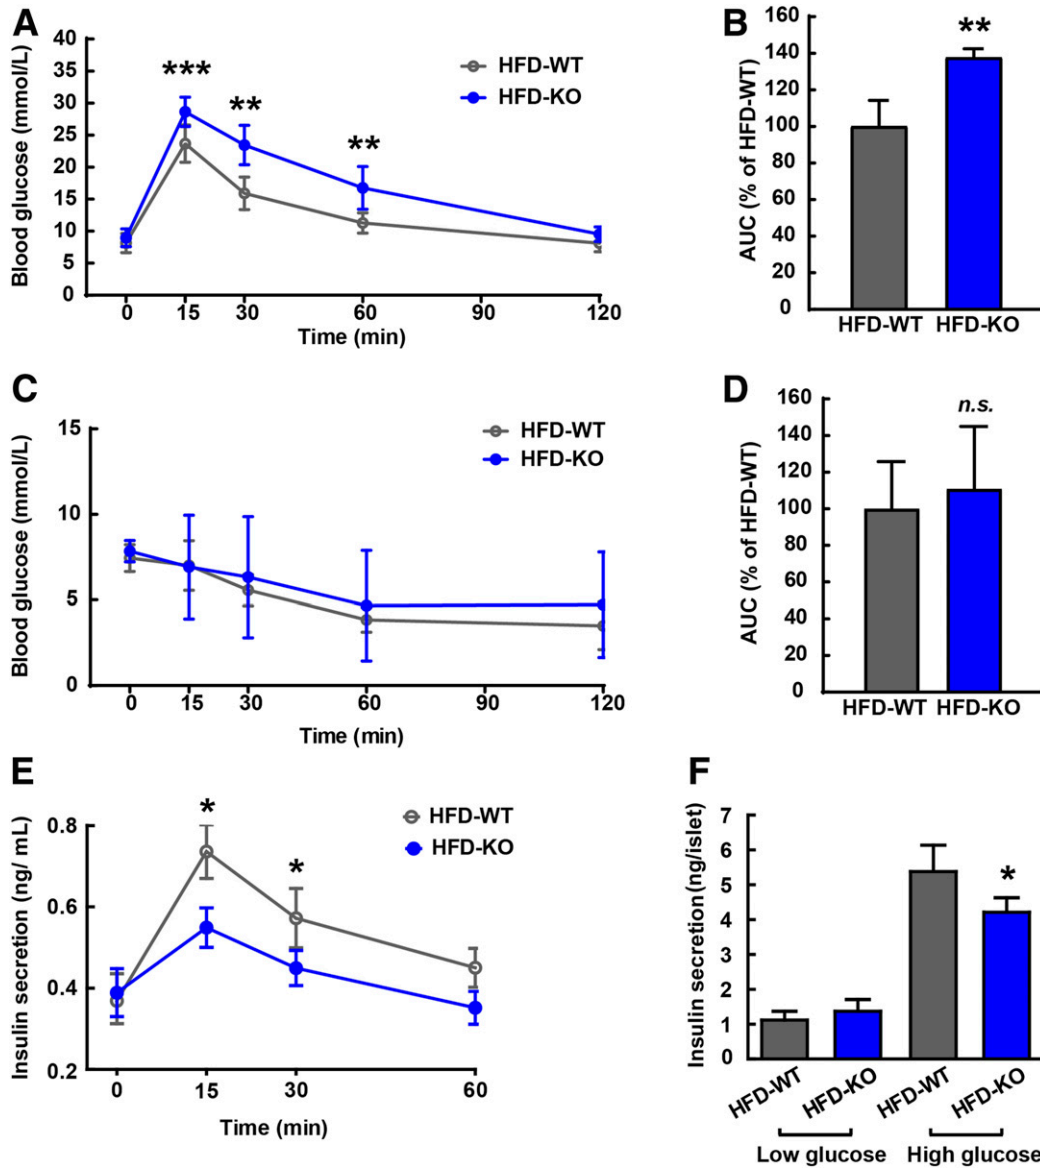 A
Blood glucose (mmol/L)
40
35
30
25
20
15
10
5
0
***
**
**
HFD-WT
HFD-KO
0 15 30 60 90 120
Time (min)
B
AUC (% of HFD-WT)
160
140
120
100
80
60
40
20
0
**
HFD-WT HFD-KO
C
Blood glucose (mmol/L)
15
10
5
0
HFD-WT
HFD-KO
0 15 30 60 90 120
Time (min)
D
AUC (% of HFD-WT)
160
140
120
100
80
60
40
20
0
n.s.
HFD-WT HFD-KO
E
Insulin secretion (ng/ mL)
0.8
0.6
0.4
0.2
*
*
HFD-WT
HFD-KO
0 15 30 60
Time (min)
F
Insulin secretion(ng/islet)
7
6
5
4
3
2
1
0
*
HFD-WT HFD-KO HFD-WT HFD-KO
Low glucose High glucose